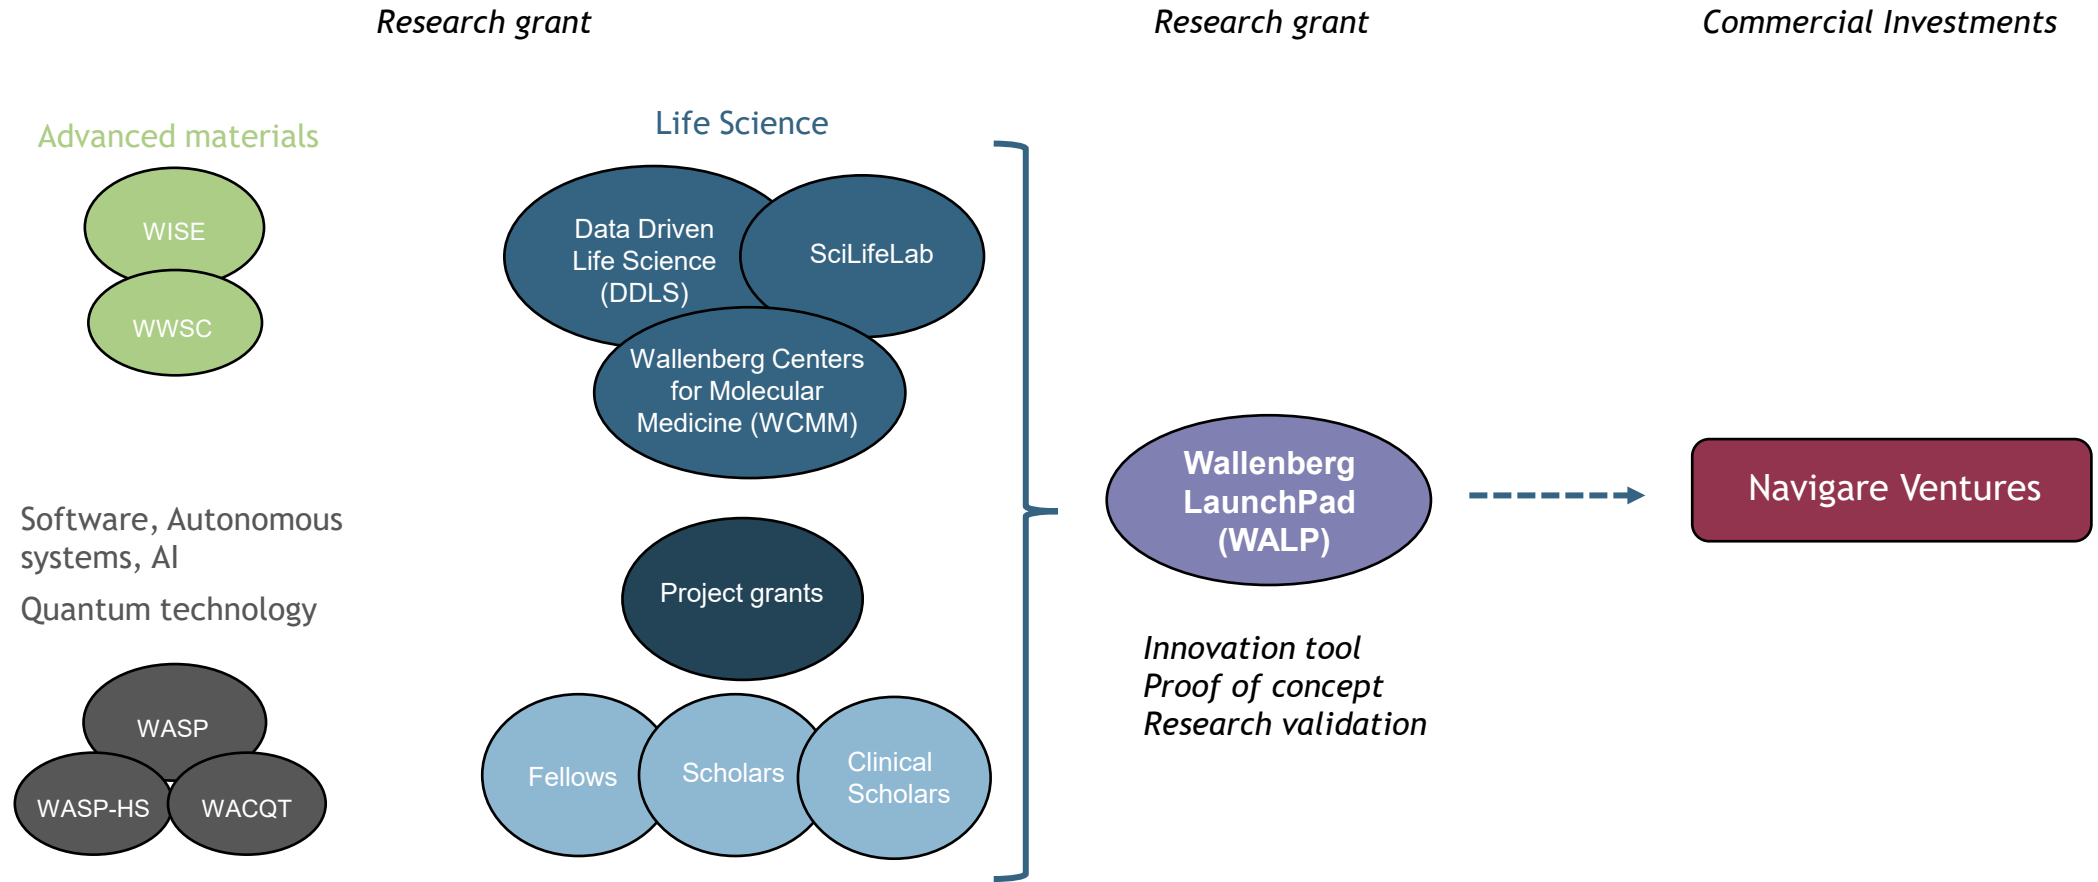 Research grant
Research grant
Commercial Investments
Advanced materials
WISE
WWSC
Life Science
Data Driven
Life Science
(DDLS)
SciLifeLab
Wallenberg Centers
for Molecular
Medicine (WCMM)
Software, Autonomous
systems, AI
Quantum technology
WASP
WASP-HS
WACQT
Project grants
Fellows
Scholars
Clinical
Scholars
Wallenberg
LaunchPad
(WALP)
Innovation tool
Proof of concept
Research validation
Navigare Ventures